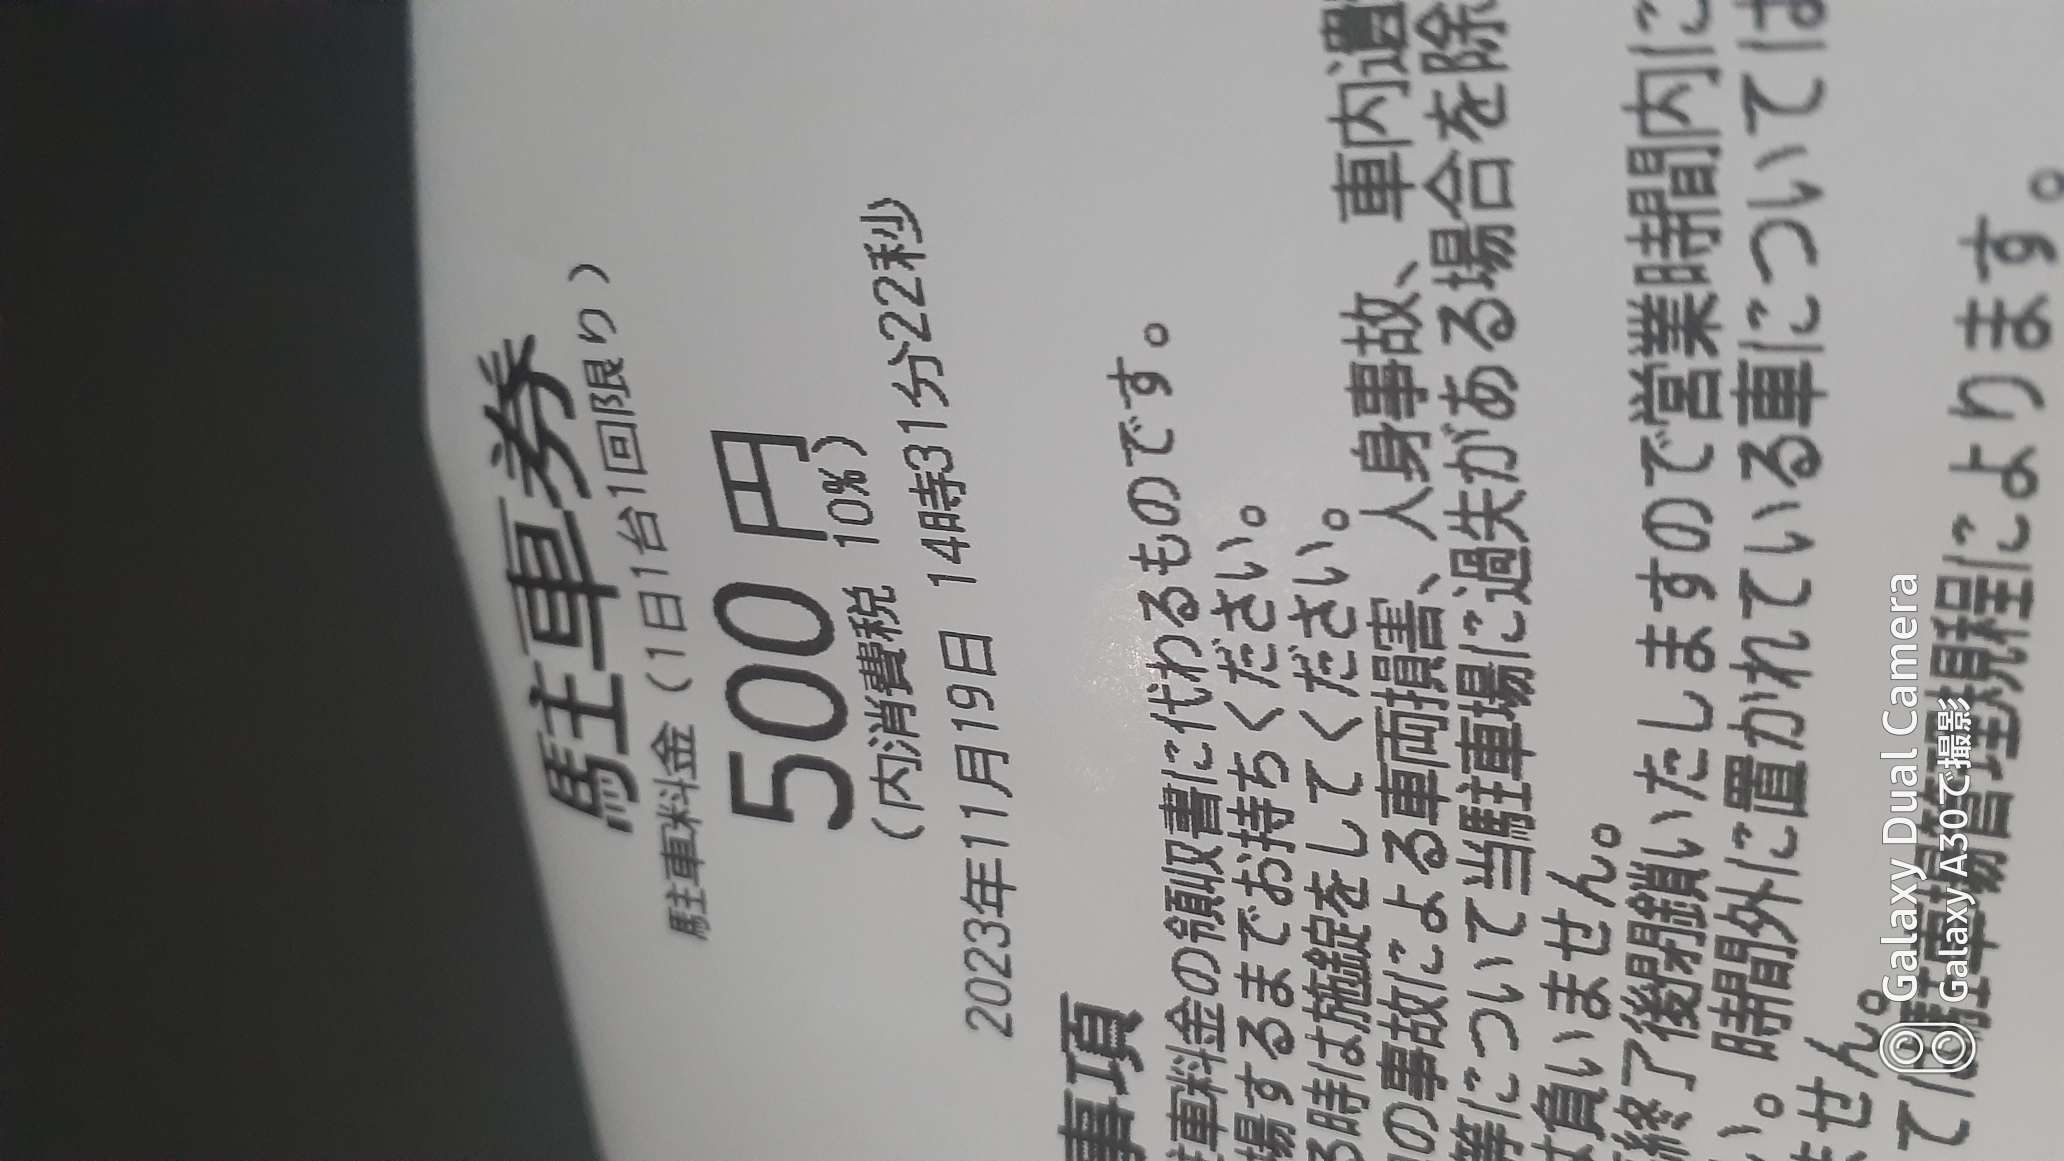 駐車券
駐車料金（1日1台1回限り）
500円
（内消費税 10%）
2023年11月19日 14時31分22秒
事項
車料金の領収書に代わるものです。
場するまでお持ちください。
る時は施錠をしてください。
の事故による車両損害、人身事故、車内遺
等について当駐車場に過失がある場合を除
負いません。
終了後閉鎖いたしますので営業時間内に
い。時間外に置かれている車については
ません。
ては駐車場管理規程によります。
Galaxy Dual Camera
Galaxy A30で撮影